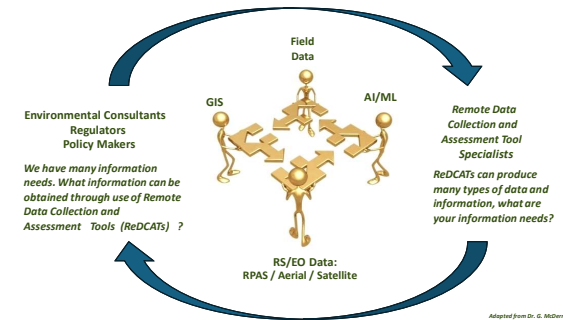 Field
Data
GIS
AI/ML
Environmental Consultants
Regulators
Policy Makers
We have many information
needs. What information can be
obtained through use of Remote
Data Collection and
Assessment Tools (ReDCATs) ?
Remote Data
Collection and
Assessment Tool
Specialists
ReDCATs can produce
many types of data and
information, what are
your information needs?
RS/EO Data:
RPAS / Aerial / Satellite
Adapted from Dr. G. McDerm